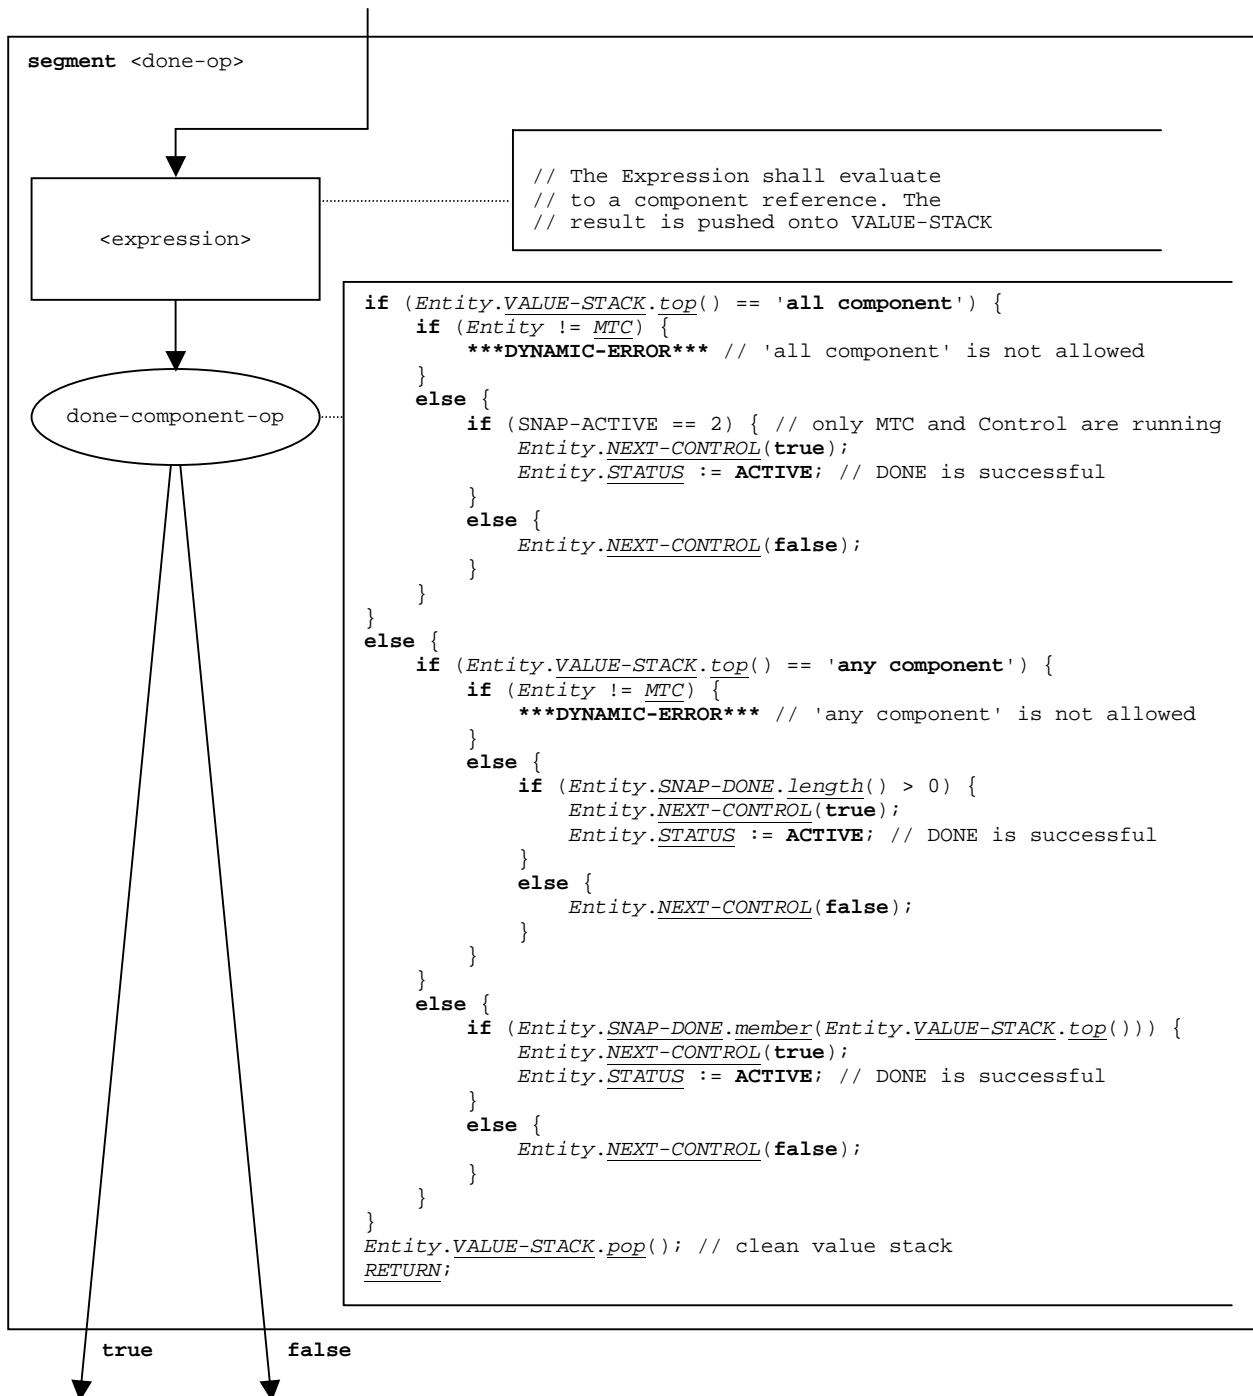 segment <done-op>
// The Expression shall evaluate
// to a component reference. The
// result is pushed onto VALUE-STACK
<expression>
if (Entity.VALUE-STACK.top() == 'all component') {
if (Entity != MTC) {
***DYNAMIC-ERROR*** // 'all component' is not allowed
}
done-component-op
else {
if (SNAP-ACTIVE == 2) { // only MTC and Control are running
Entity.NEXT-CONTROL(true);
Entity.STATUS := ACTIVE; // DONE is successful
}
else {
Entity.NEXT-CONTROL(false);
}
}
}
else {
if (Entity.VALUE-STACK.top() == 'any component') {
if (Entity != MTC) {
***DYNAMIC-ERROR*** // 'any component' is not allowed
}
else {
if (Entity.SNAP-DONE.length() > 0) {
Entity.NEXT-CONTROL(true);
Entity.STATUS := ACTIVE; // DONE is successful
}
else {
Entity.NEXT-CONTROL(false);
}
}
}
else {
if (Entity.SNAP-DONE.member(Entity.VALUE-STACK.top())) {
Entity.NEXT-CONTROL(true);
Entity.STATUS := ACTIVE; // DONE is successful
}
else {
Entity.NEXT-CONTROL(false);
}
}
}
Entity.VALUE-STACK.pop(); // clean value stack
RETURN;
true
false